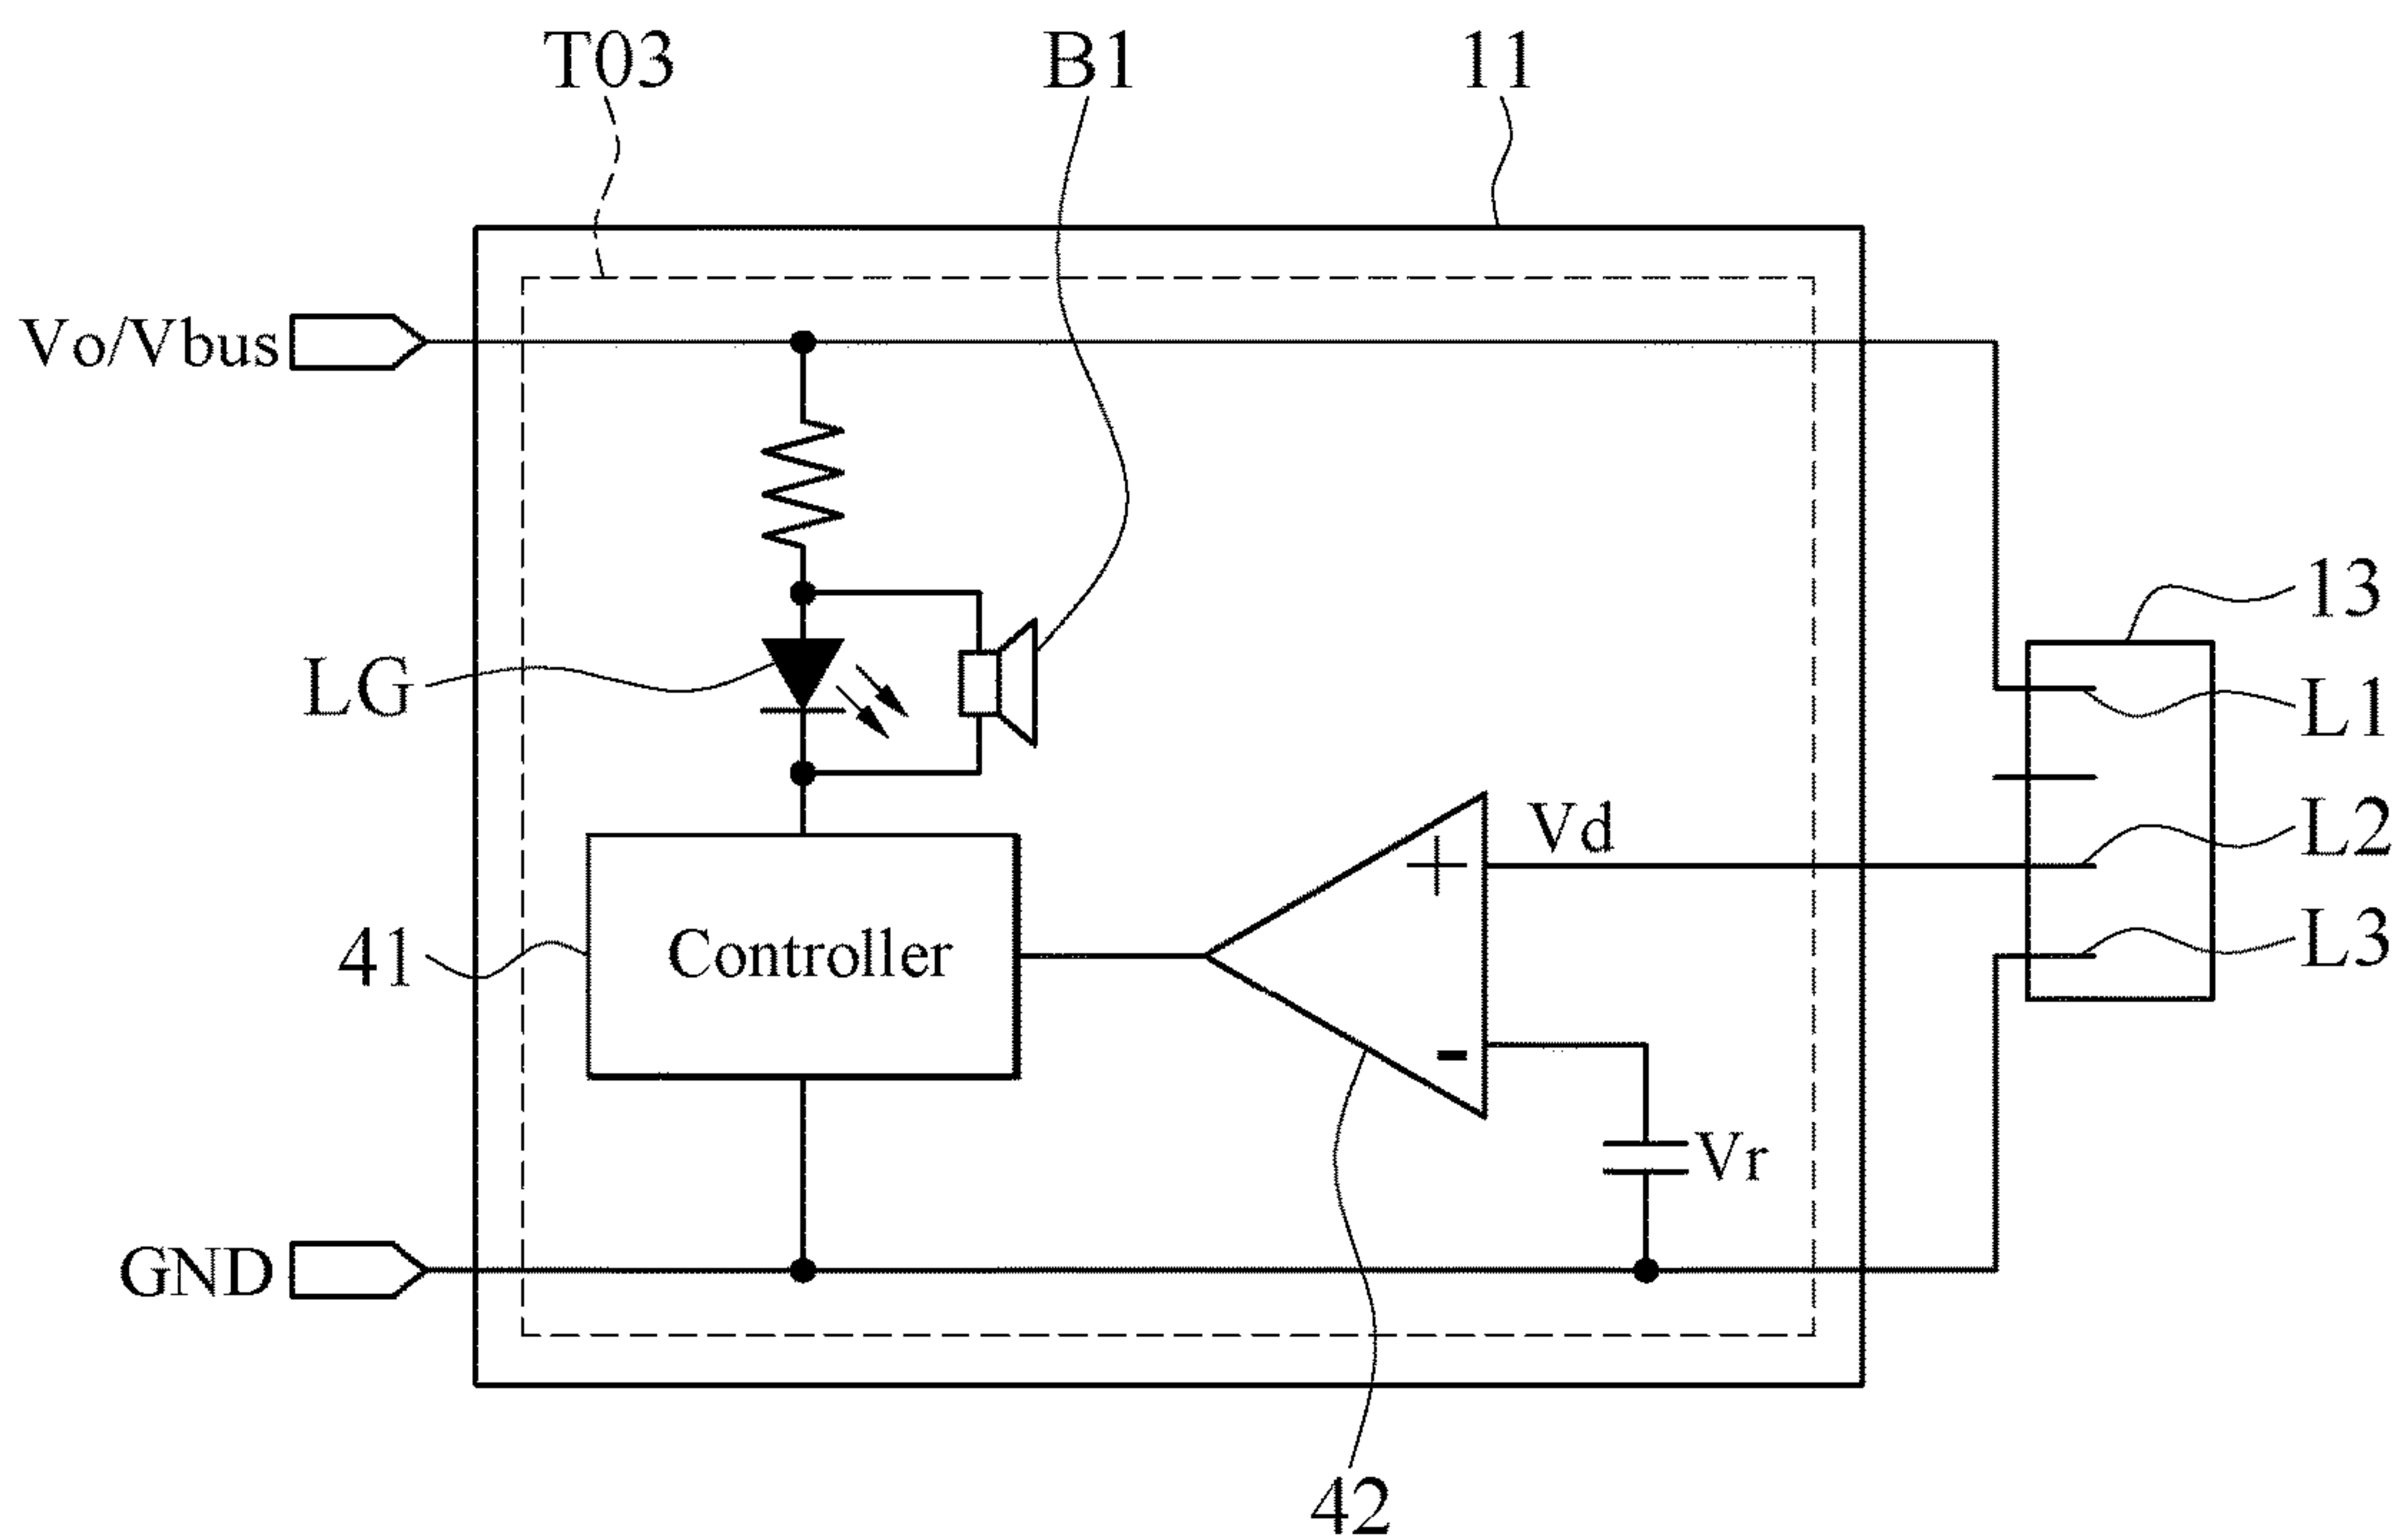 T03 B1 11
Vo/Vbus
13
LG
L1
Vd
L2
+
41
Controller
L3
-
Vr
GND
42